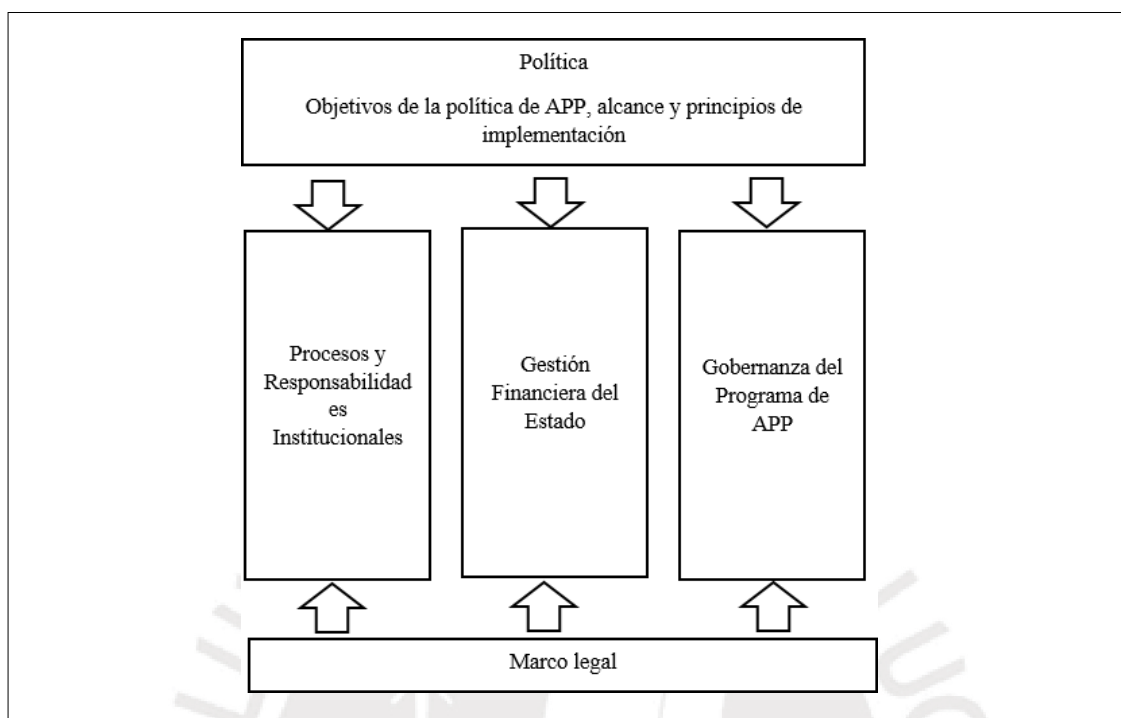 Política
Objetivos de la política de APP, alcance y principios de
implementación
Procesos y
Responsabilidad
es
Institucionales
Gestión
Financiera del
Estado
Gobernanza del
Programa de
APP
Marco legal